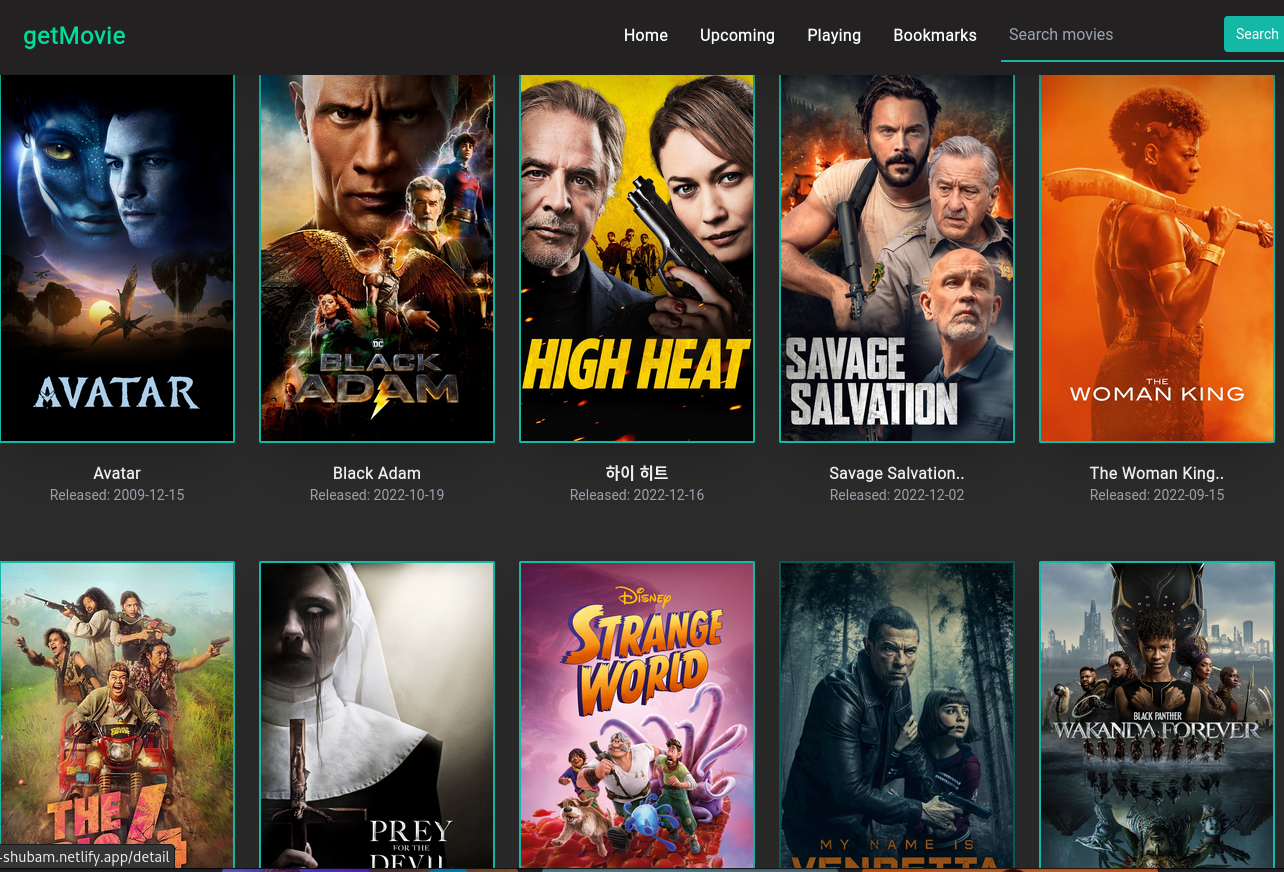 getMovie
Home
Upcoming
Playing
Bookmarks
Search movies
Search
AVATAR
DC
BLACK
ADAM
HIGH HEAT
SAVAGE
SALVATION
THE
WOMAN KING
Avatar
Released: 2009-12-15
Black Adam
Released: 2022-10-19
하이 히트
Released: 2022-12-16
Savage Salvation..
Released: 2022-12-02
The Woman King..
Released: 2022-09-15
THE
4
PREY
FOR THE
DEVIL
DISNEY
STRANGE
WORLD
MY NAME IS
VENDETTA
BLACK PANTHER
WAKANDA FOREVER
-shubam.netlify.app/detail